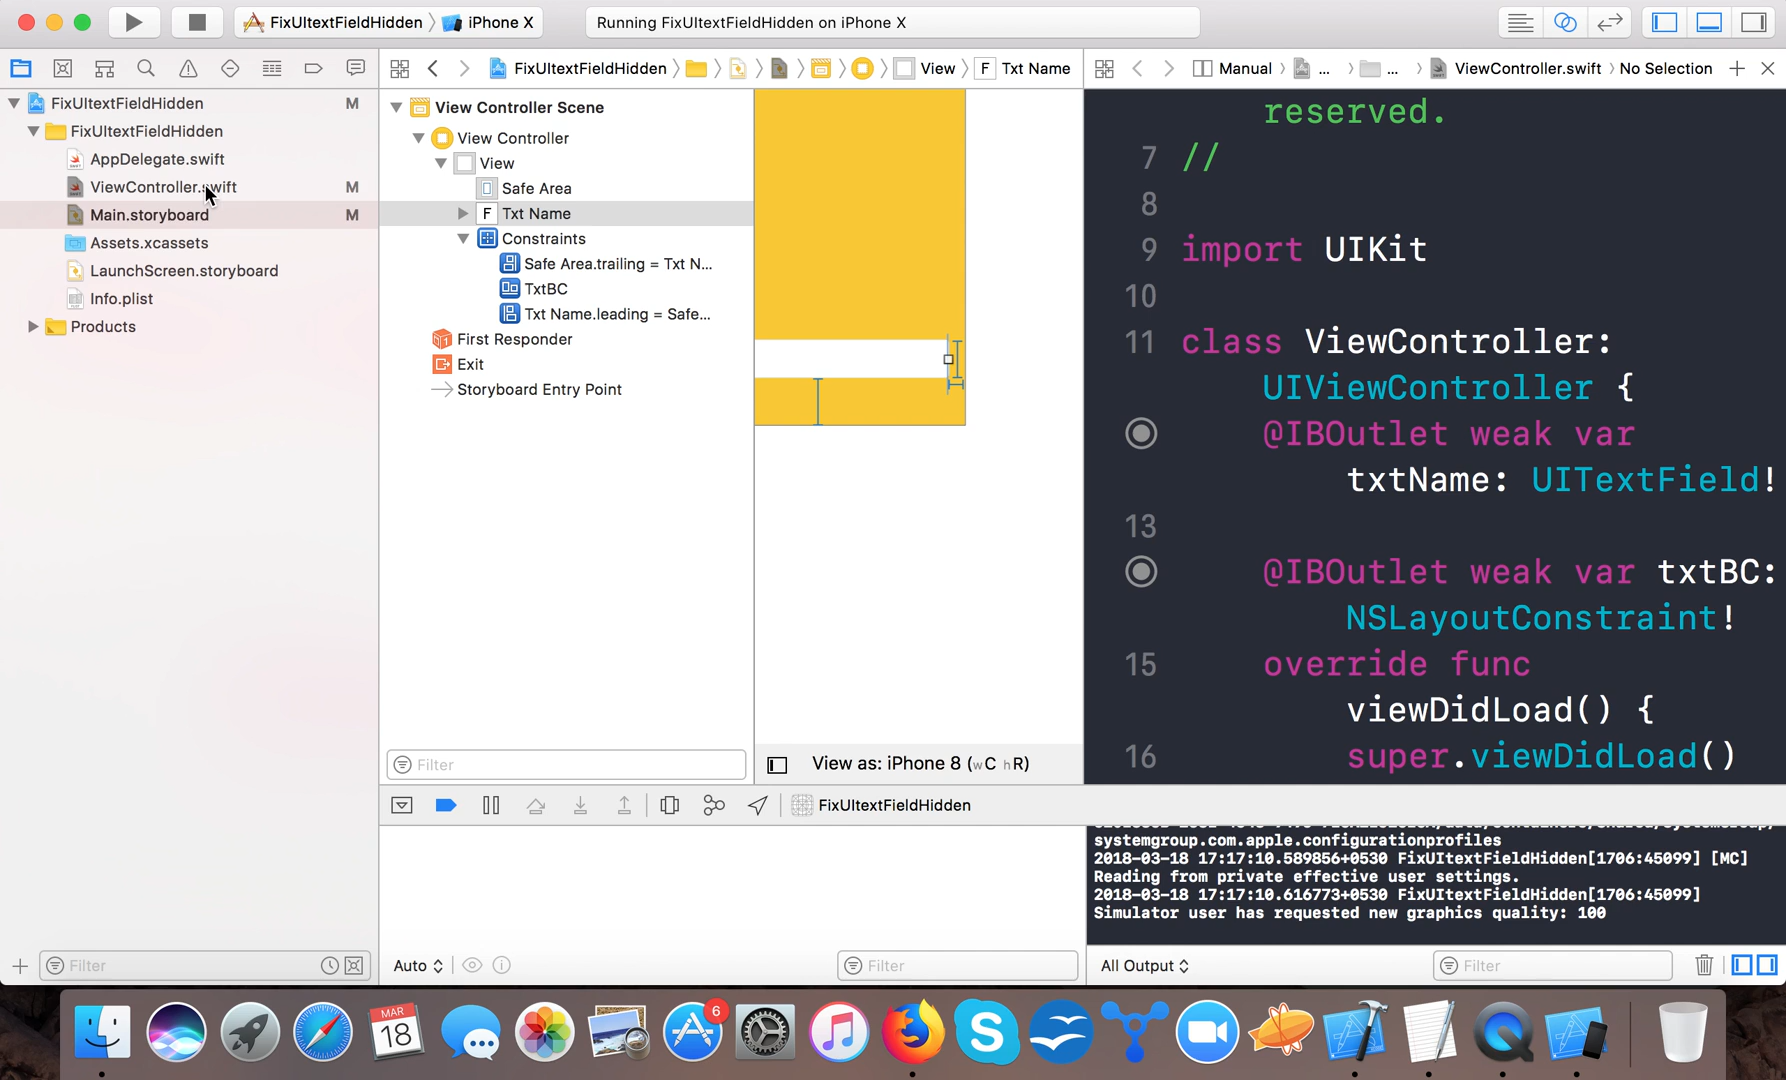 FixUItextFieldHidden iPhone X
Running FixUItextFieldHidden on iPhone X
FixUItextFieldHidden View F Txt Name
Manual ... ... ViewController.swift No Selection
FixUItextFieldHidden M
FixUItextFieldHidden
AppDelegate.swift
ViewController.swift M
Main.storyboard M
Assets.xcassets
LaunchScreen.storyboard
Info.plist
Products
View Controller Scene
View Controller
View
Safe Area
F Txt Name
Constraints
Safe Area.trailing = Txt N...
TxtBC
Txt Name.leading = Safe...
First Responder
Exit
Storyboard Entry Point
Filter
View as: iPhone 8 (wC hR)
reserved.
7 //
8
9 import UIKit
10
11 class ViewController:
UIViewController {
@IBOutlet weak var
txtName: UITextField!
13
@IBOutlet weak var txtBC:
NSLayoutConstraint!
15 override func
viewDidLoad() {
16 super.viewDidLoad()
FixUItextFieldHidden
systemgroup.com.apple.configurationprofiles
2018-03-18 17:17:10.589856+0530 FixUItextFieldHidden[1706:45099] [MC]
Reading from private effective user settings.
2018-03-18 17:17:10.616773+0530 FixUItextFieldHidden[1706:45099]
Simulator user has requested new graphics quality: 100
Filter
Auto
Filter
All Output
Filter
MAR
18
6